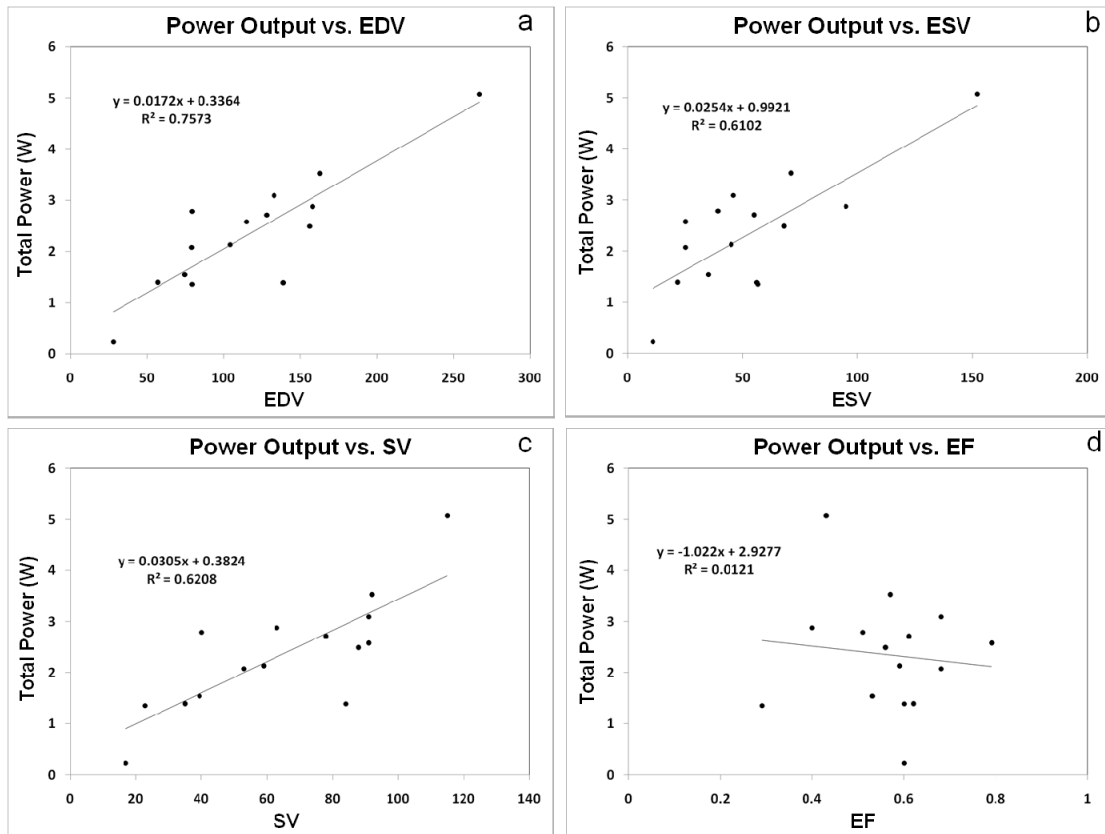 Power Output vs. EDV
a
y = 0.0172x + 0.3364
R² = 0.7573
Total Power (W)
6
5
4
3
2
1
0
0 50 100 150 200 250 300
EDV
Power Output vs. ESV
b
y = 0.0254x + 0.9921
R² = 0.6102
Total Power (W)
6
5
4
3
2
1
0
0 50 100 150 200
ESV
Power Output vs. SV
c
y = 0.0305x + 0.3824
R² = 0.6208
Total Power (W)
6
5
4
3
2
1
0
0 20 40 60 80 100 120 140
SV
Power Output vs. EF
d
y = -1.022x + 2.9277
R² = 0.0121
Total Power (W)
6
5
4
3
2
1
0
0 0.2 0.4 0.6 0.8 1
EF